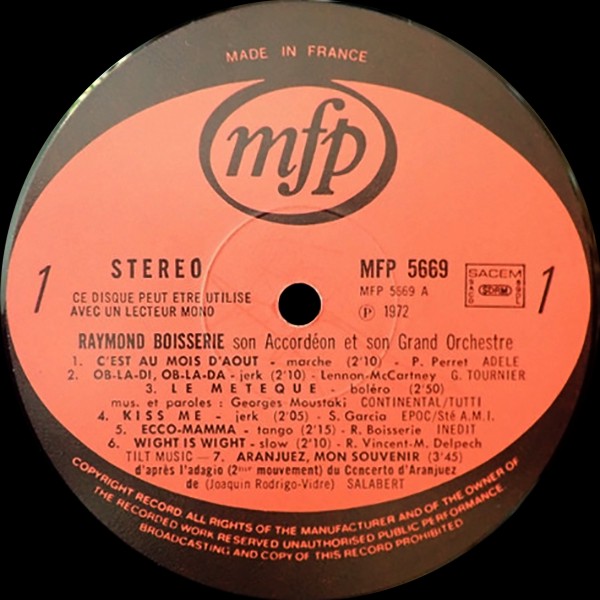 MADE IN FRANCE
mfp
1 STEREO MFP 5669 SACEM 1
CE DISQUE PEUT ETRE UTILISE MFP 5669 A SACD SDRM SGDL
AVEC UN LECTEUR MONO Ⓟ 1972
RAYMOND BOISSERIE son Accordéon et son Grand Orchestre
1. C'EST AU MOIS D'AOUT - marche (2'10) - P. Perret ADELE
2. OB-LA-DI, OB-LA-DA - jerk (2'10) - Lennon-McCartney G. TOURNIER
3. LE METEQUE - boléro (2'50)
mus. et paroles : Georges Moustaki CONTINENTAL/TUTTI
4. KISS ME - jerk (2'05) - S. Garcia EPOC/Sté A.M.I.
5. ECCO-MAMMA - tango (2'15) - R. Boisserie INEDIT
6. WIGHT IS WIGHT - slow (2'10) - R. Vincent-M. Delpech
TILT MUSIC — 7. ARANJUEZ, MON SOUVENIR (3'45)
d'après l'adagio (2me mouvement) du Concerto d'Aranjuez
de (Joaquin Rodrigo-Vidre) SALABERT
COPYRIGHT RECORD ALL RIGHTS OF THE MANUFACTURER AND OF THE OWNER OF
THE RECORDED WORK RESERVED UNAUTHORISED PUBLIC PERFORMANCE
BROADCASTING AND COPY OF THIS RECORD PROHIBITED